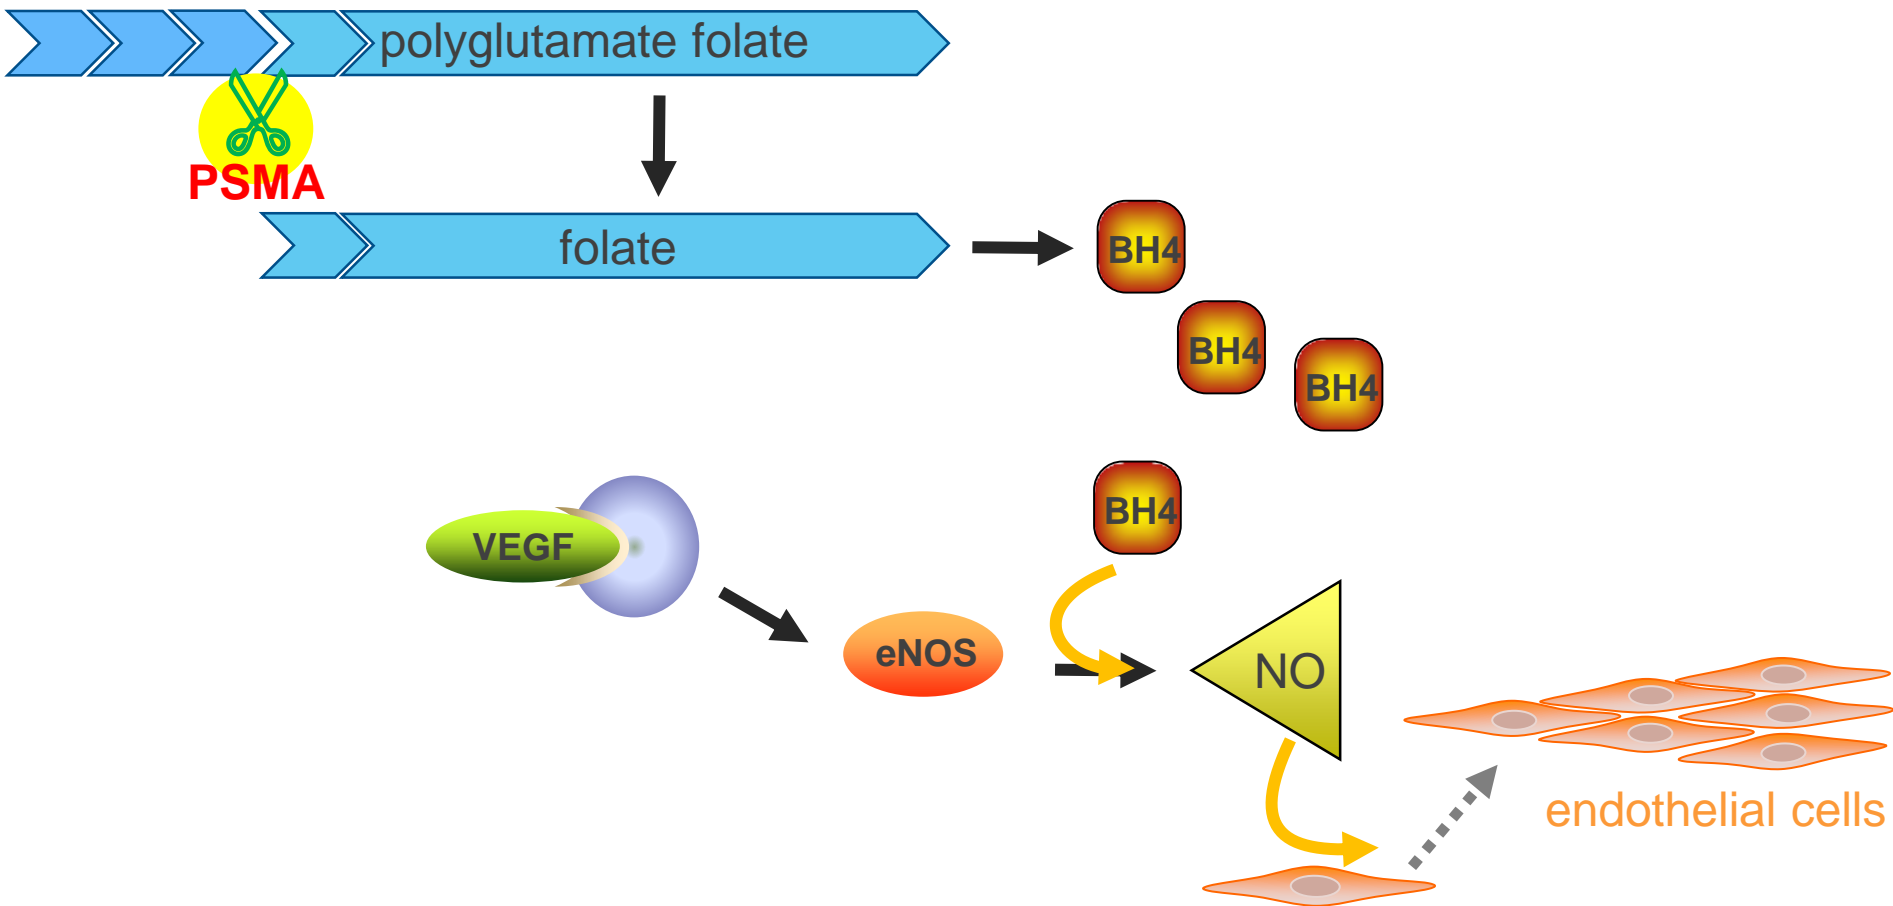 polyglutamate folate
PSMA
folate
BH4
BH4
BH4
BH4
VEGF
eNOS
NO
endothelial cells